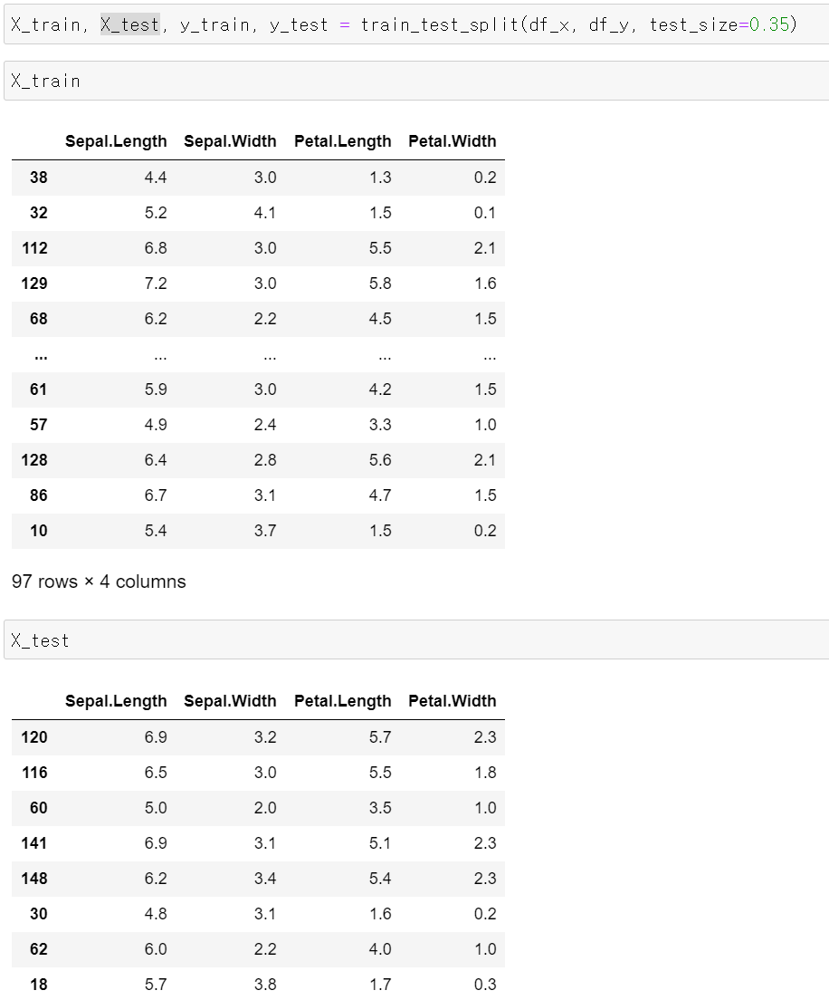 X_train, X_test, y_train, y_test = train_test_split(df_x, df_y, test_size=0.35)
X_train
Sepal.Length Sepal.Width Petal.Length Petal.Width
38 4.4 3.0 1.3 0.2
32 5.2 4.1 1.5 0.1
112 6.8 3.0 5.5 2.1
129 7.2 3.0 5.8 1.6
68 6.2 2.2 4.5 1.5
... ... ... ... ...
61 5.9 3.0 4.2 1.5
57 4.9 2.4 3.3 1.0
128 6.4 2.8 5.6 2.1
86 6.7 3.1 4.7 1.5
10 5.4 3.7 1.5 0.2
97 rows × 4 columns
X_test
Sepal.Length Sepal.Width Petal.Length Petal.Width
120 6.9 3.2 5.7 2.3
116 6.5 3.0 5.5 1.8
60 5.0 2.0 3.5 1.0
141 6.9 3.1 5.1 2.3
148 6.2 3.4 5.4 2.3
30 4.8 3.1 1.6 0.2
62 6.0 2.2 4.0 1.0
18 5.7 3.8 1.7 0.3